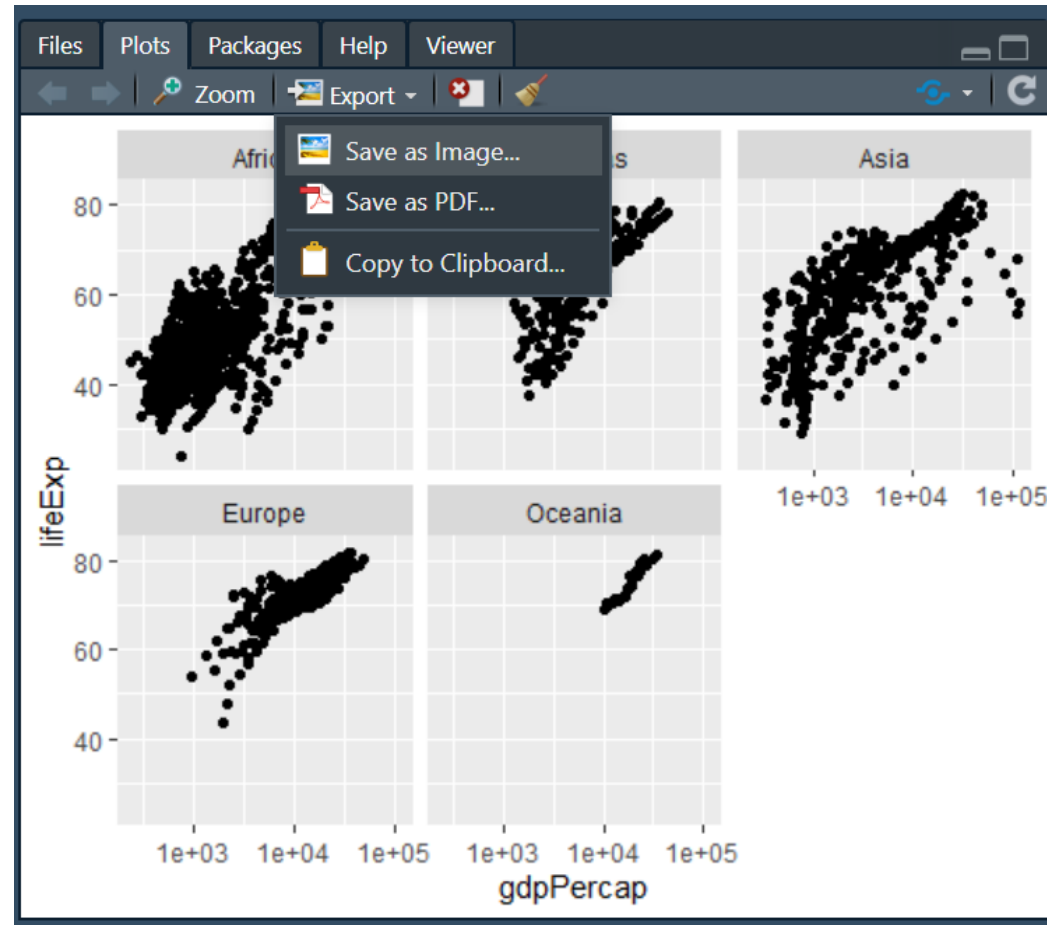 Files Plots Packages Help Viewer
Zoom Export
Save as Image...
Save as PDF...
Copy to Clipboard...
Asia
80
60
40
lifeExp
1e+03 1e+04 1e+05
Europe Oceania
80
60
40
1e+03 1e+04 1e+05 1e+03 1e+04 1e+05
gdpPercap